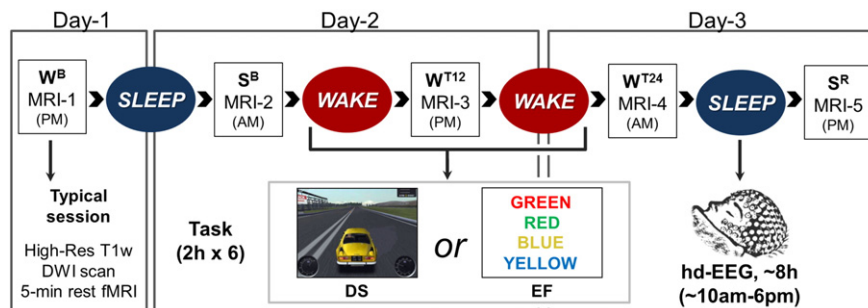 Day-1
Day-2
Day-3
W^B
MRI-1
(PM)
SLEEP
S^B
MRI-2
(AM)
WAKE
W^T12
MRI-3
(PM)
WAKE
W^T24
MRI-4
(AM)
SLEEP
S^R
MRI-5
(PM)
Typical
session
High-Res T1w
DWI scan
5-min rest fMRI
Task
(2h x 6)
DS
or
GREEN
RED
BLUE
YELLOW
EF
hd-EEG, ~8h
(~10am-6pm)